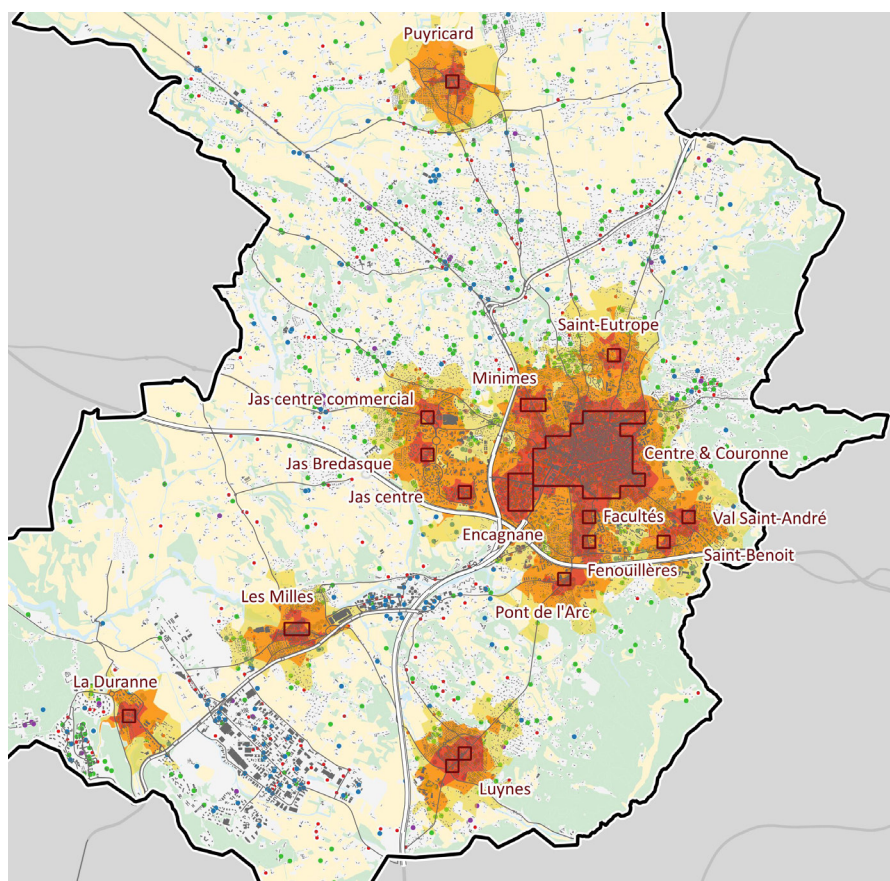 Puyricard
Saint-Eutrope
Minimes
Jas centre commercial
Centre & Couronne
Jas Bredasque
Jas centre
Facultés
Val Saint-André
Encagnane
Saint-Benoit
Fenouillères
Les Milles
Pont de l'Arc
La Duranne
Luynes